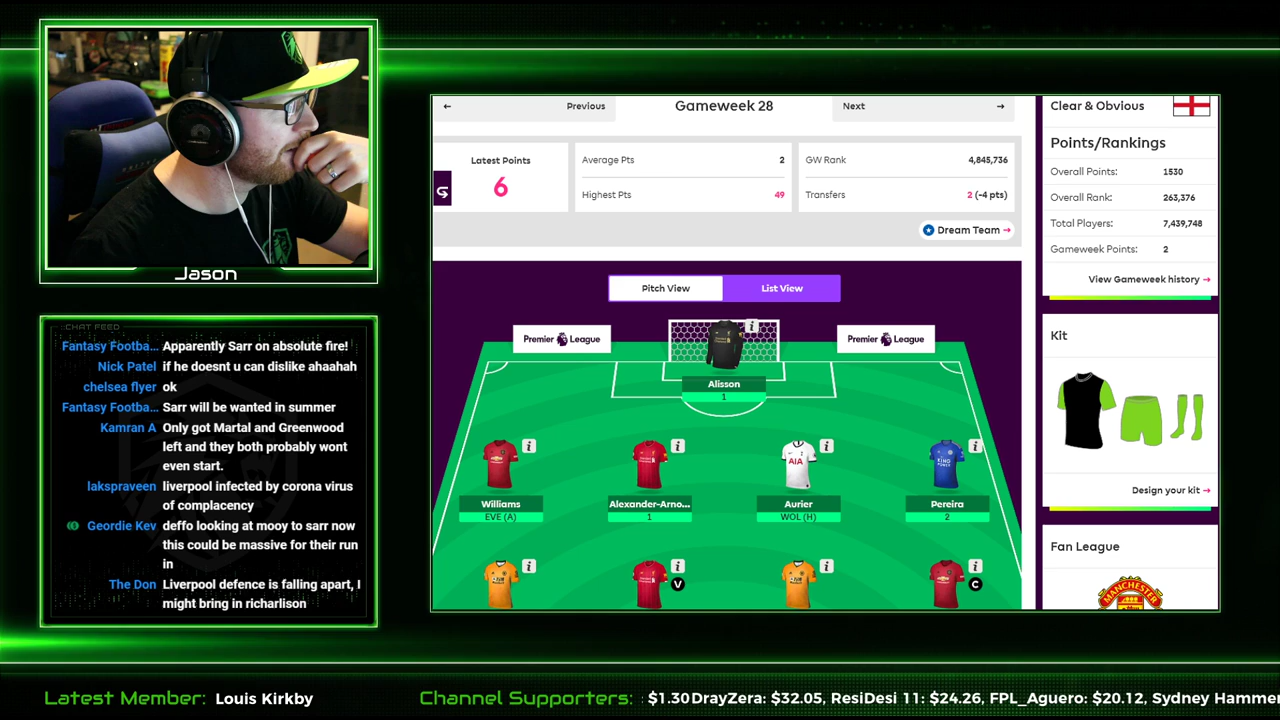 Jason
CHAT FEED
Fantasy Footba... Apparently Sarr on absolute fire!
Nick Patel if he doesnt u can dislike ahaahah
chelsea flyer ok
Fantasy Footba... Sarr will be wanted in summer
Kamran A Only got Martal and Greenwood
left and they both probably wont
even start.
lakspraveen liverpool infected by corona virus
of complacency
Geordie Kev deffo looking at mooy to sarr now
this could be massive for their run
in
The Don Liverpool defence is falling apart, I
might bring in richarlison
← Previous
Gameweek 28
Next →
Latest Points
6
Average Pts 2
Highest Pts 49
GW Rank 4,845,736
Transfers 2 (-4 pts)
Dream Team →
Pitch View
List View
Premier League
Premier League
Alisson
1
Williams
EVE (A)
Alexander-Arno...
1
Aurier
WOL (H)
Pereira
2
AIA
KING POWER
V
C
Clear & Obvious
Points/Rankings
Overall Points: 1530
Overall Rank: 263,376
Total Players: 7,439,748
Gameweek Points: 2
View Gameweek history →
Kit
Design your kit →
Fan League
MANCHESTER
Latest Member: Louis Kirkby
Channel Supporters: $1.30 DrayZera: $32.05, ResiDesi 11: $24.26, FPL_Aguero: $20.12, Sydney Hamme